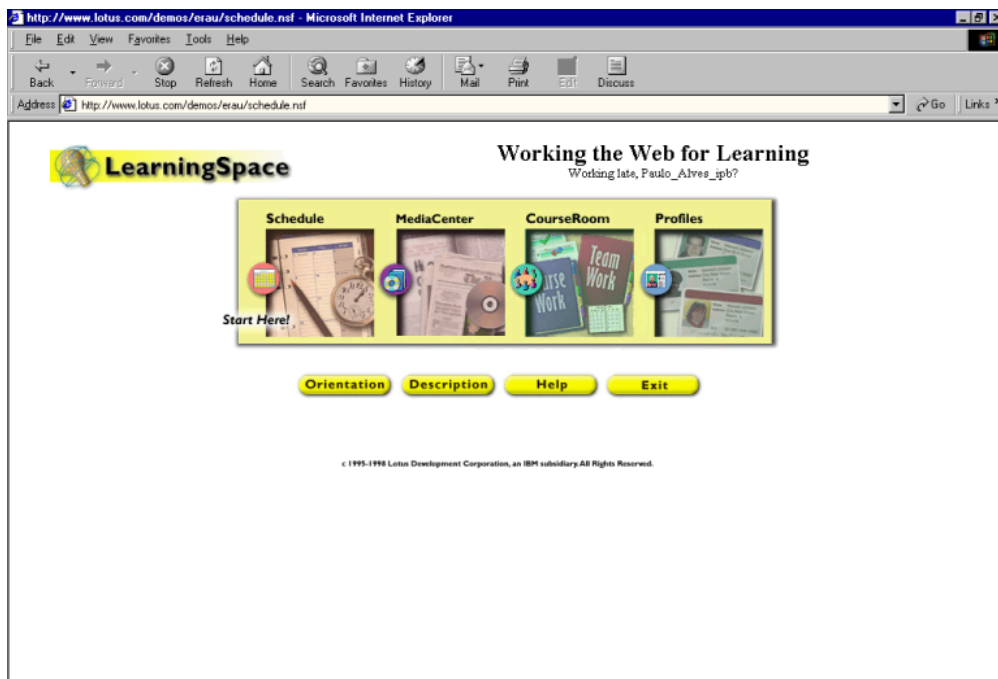 http://www.lotus.com/demos/erau/schedule.nsf - Microsoft Internet Explorer
File Edit View Favorites Tools Help
Back Forward Stop Refresh Home Search Favorites History Mail Print Edit Discuss
Address http://www.lotus.com/demos/erau/schedule.nsf Go Links
LearningSpace
Working the Web for Learning
Working late, Paulo_Alves_ipb?
Schedule MediaCenter CourseRoom Profiles
Team
Work
Work
Start Here!
Orientation Description Help Exit
c 1995-1998 Lotus Development Corporation, an IBM subsidiary.All Rights Reserved.